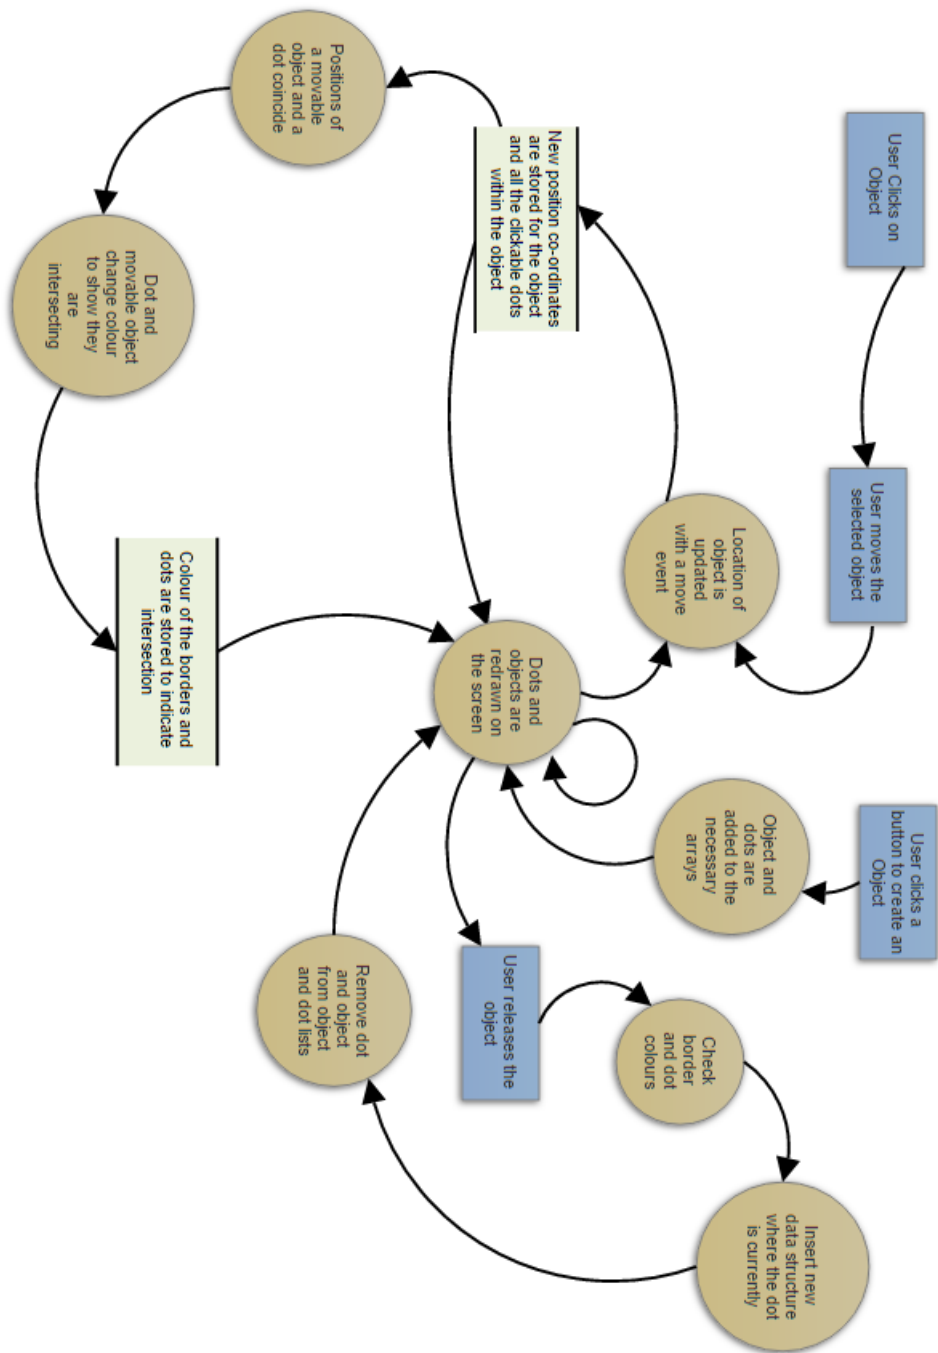 User Clicks on
Object
User moves the
selected object
User clicks a
button to create an
Object
Location of
object is
updated
with a move
event
Object and
dots are
added to the
necessary
arrays
Insert new
data structure
where the dot
is currently
Check
border
and dot
colours
New position co-ordinates
are stored for the object
and all the clickable dots
within the object
Dots and
objects are
redrawn on
the screen
User releases the
object
Positions of
a movable
object and a
dot coincide
Remove dot
and object
from object
and dot lists
Dot and
movable object
change colour
to show they
are
intersecting
Colour of the borders and
dots are stored to indicate
intersection